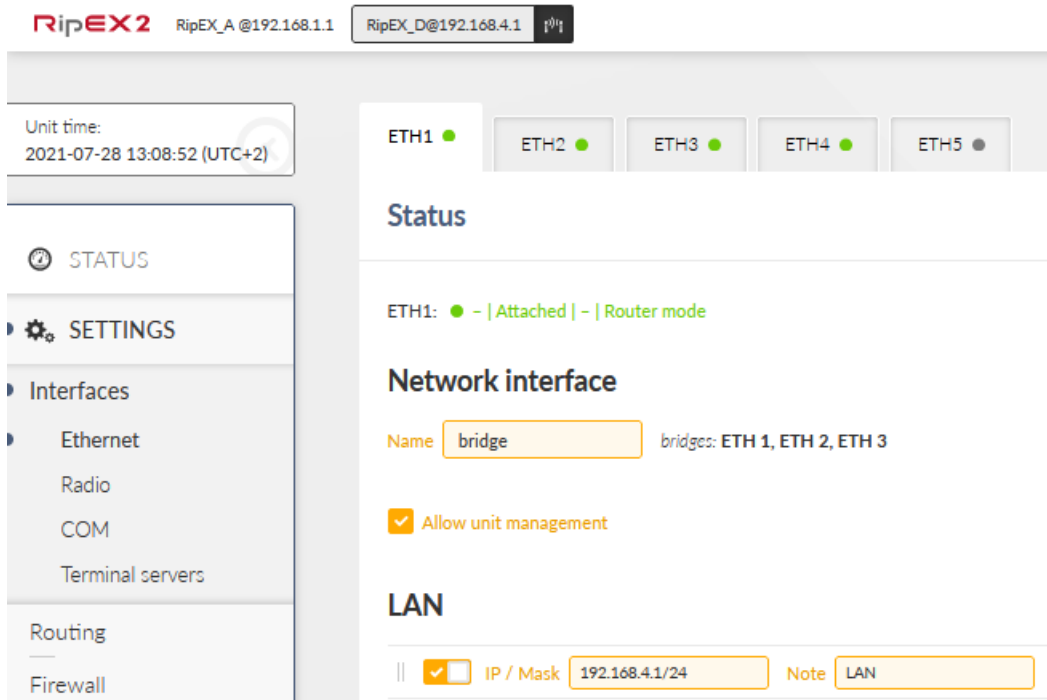 RipEX2 RipEX_A @192.168.1.1 RipEX_D@192.168.4.1
Unit time:
2021-07-28 13:08:52 (UTC+2)
STATUS
SETTINGS
Interfaces
Ethernet
Radio
COM
Terminal servers
Routing
Firewall
ETH1 ETH2 ETH3 ETH4 ETH5
Status
ETH1: – | Attached | – | Router mode
Network interface
Name bridge bridges: ETH 1, ETH 2, ETH 3
Allow unit management
LAN
IP / Mask 192.168.4.1/24 Note LAN